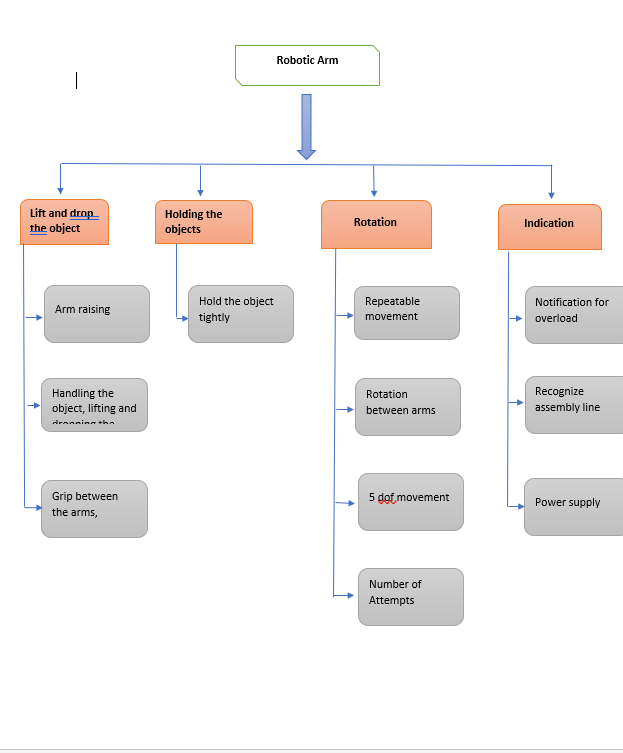 Robotic Arm
Lift and drop
the object
Holding the
objects
Rotation
Indication
Arm raising
Hold the object
tightly
Repeatable
movement
Notification for
overload
Handling the
object, lifting and
dropping the
Rotation
between arms
Recognize
assembly line
Grip between
the arms,
5 dof movement
Power supply
Number of
Attempts